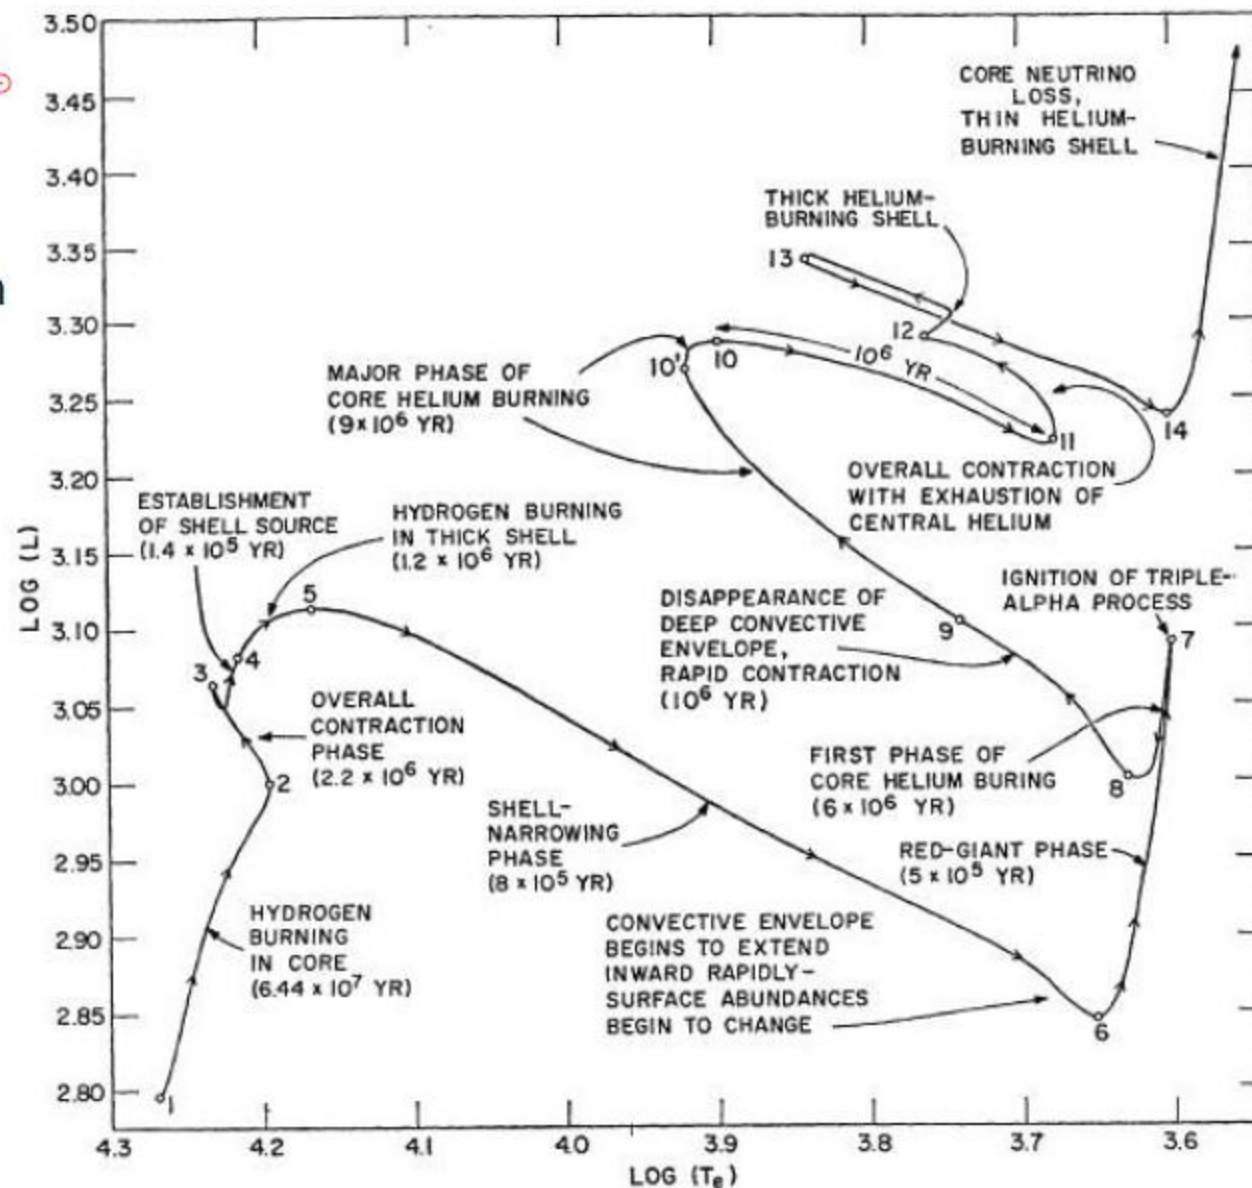 3.50
3.45
3.40
3.35
3.30
3.25
3.20
3.15
3.10
3.05
3.00
2.95
2.90
2.85
2.80
LOG (L)
4.3 4.2 4.1 4.0 3.9 3.8 3.7 3.6
LOG (Te)
CORE NEUTRINO
LOSS,
THIN HELIUM-
BURNING SHELL
THICK HELIUM-
BURNING SHELL
13
12
10' 10
10⁶ YR
11
14
MAJOR PHASE OF
CORE HELIUM BURNING
(9×10⁶ YR)
OVERALL CONTRACTION
WITH EXHAUSTION OF
CENTRAL HELIUM
ESTABLISHMENT
OF SHELL SOURCE
(1.4 × 10⁵ YR)
HYDROGEN BURNING
IN THICK SHELL
(1.2 × 10⁶ YR)
5
4
3
IGNITION OF TRIPLE-
ALPHA PROCESS
7
DISAPPEARANCE OF
DEEP CONVECTIVE
ENVELOPE,
RAPID CONTRACTION
(10⁶ YR)
9
OVERALL
CONTRACTION
PHASE
(2.2 × 10⁶ YR)
2
FIRST PHASE OF
CORE HELIUM BURING
(6×10⁶ YR)
8
SHELL-
NARROWING
PHASE
(8 × 10⁵ YR)
RED-GIANT PHASE
(5 × 10⁵ YR)
HYDROGEN
BURNING
IN CORE
(6.44 × 10⁷ YR)
CONVECTIVE ENVELOPE
BEGINS TO EXTEND
INWARD RAPIDLY-
SURFACE ABUNDANCES
BEGIN TO CHANGE
6
1